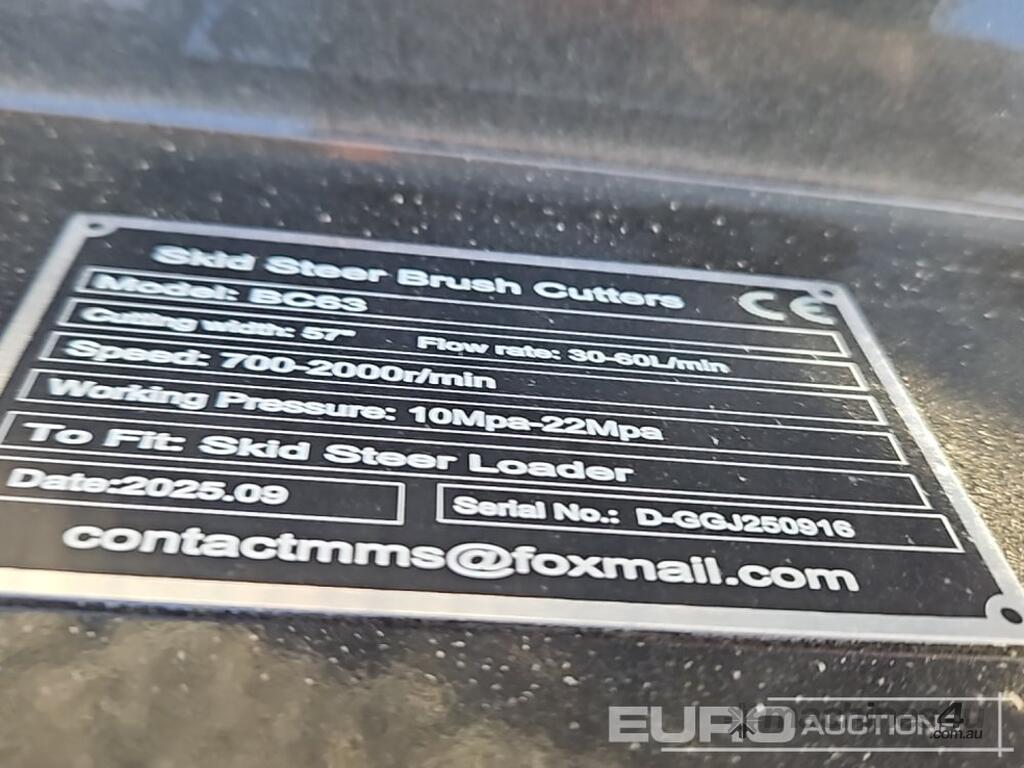 Skid Steer Brush Cutters CE
Model: BC63
Cutting width: 57" Flow rate: 30-60L/min
Speed: 700-2000r/min
Working Pressure: 10Mpa-22Mpa
To Fit: Skid Steer Loader
Date:2025.09 Serial No.: D-GGJ250916
contactmms@foxmail.com
machines4u
.com.au
EURO AUCTIONS